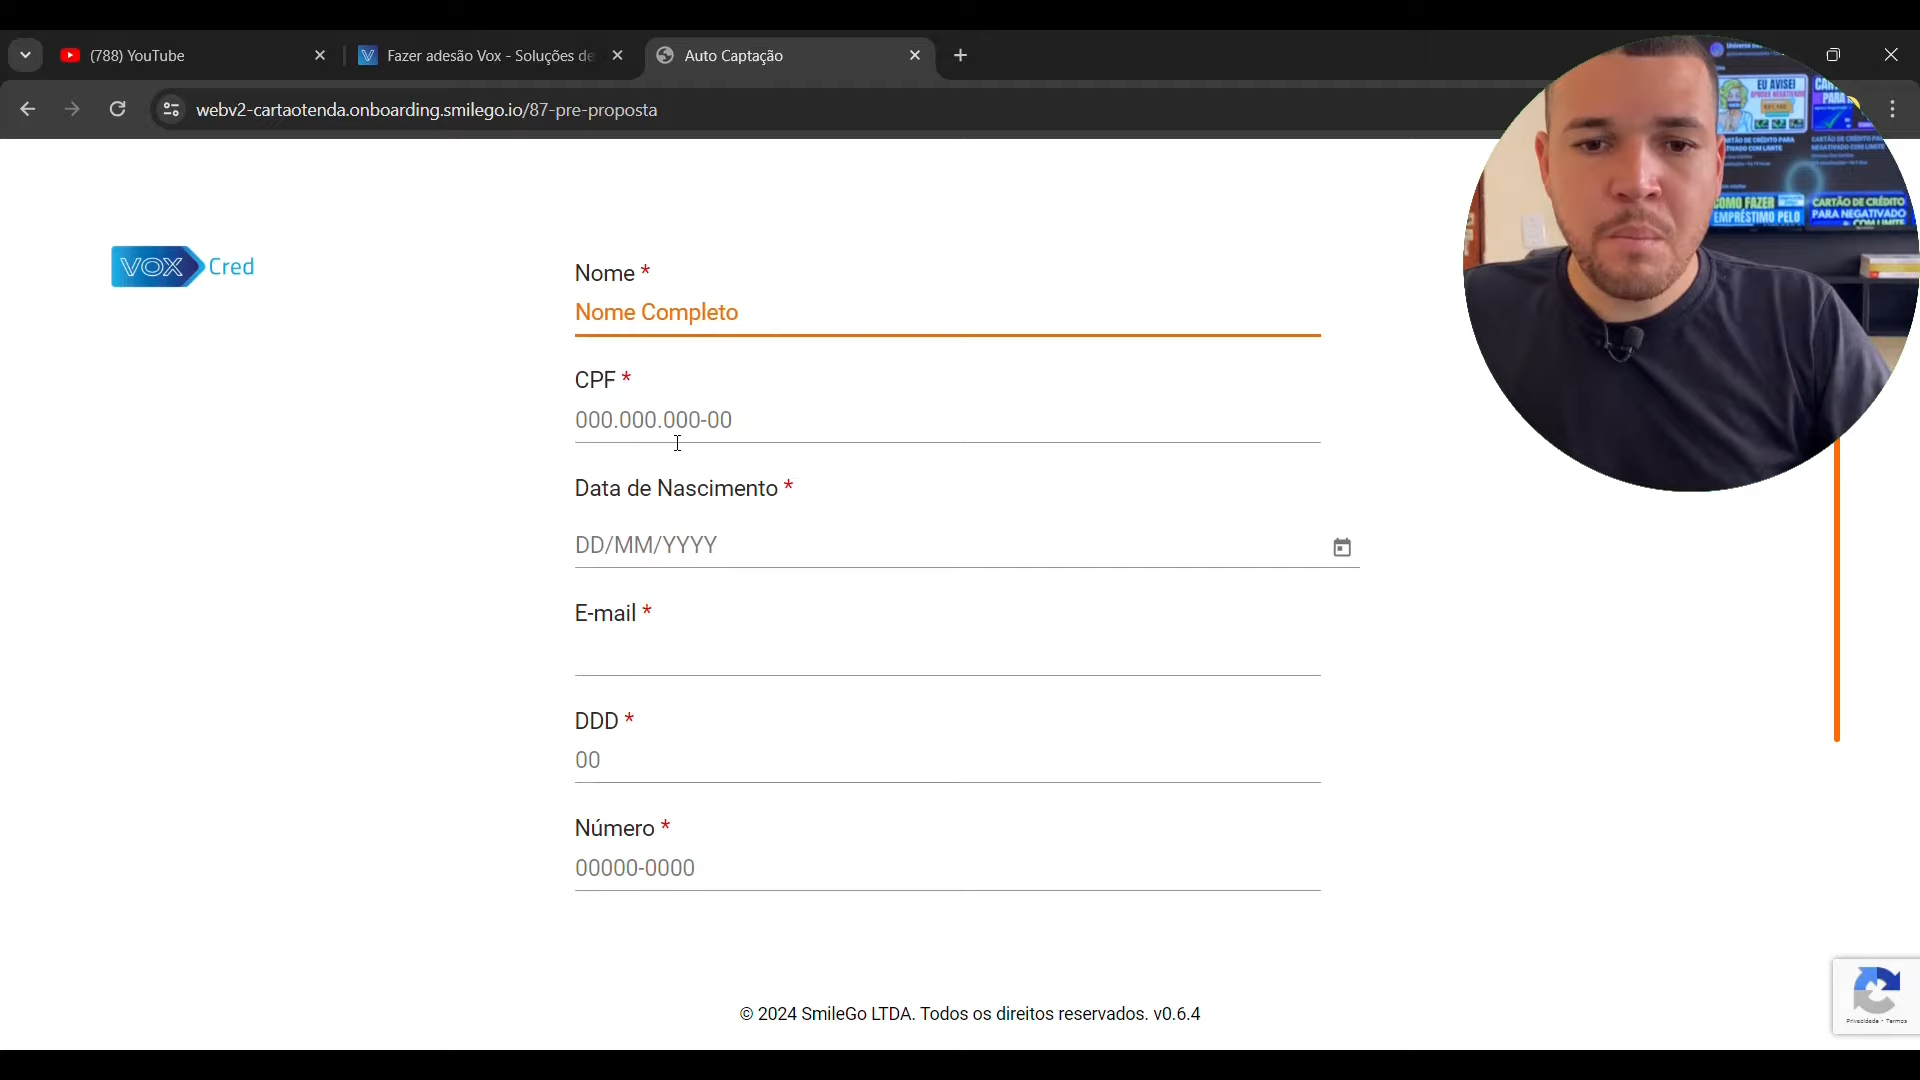 (788) YouTube
Fazer adesão Vox - Soluções de
Auto Captação
webv2-cartaotenda.onboarding.smilego.io/87-pre-proposta
VOX Cred
Nome *
Nome Completo
CPF *
000.000.000-00
Data de Nascimento *
DD/MM/YYYY
E-mail *
DDD *
00
Número *
00000-0000
© 2024 SmileGo LTDA. Todos os direitos reservados. v0.6.4
Privacidade - Termos
EU AVISEI
COMO FAZER
EMPRÉSTIMO PELO
CARTÃO DE CRÉDITO
PARA NEGATIVADO